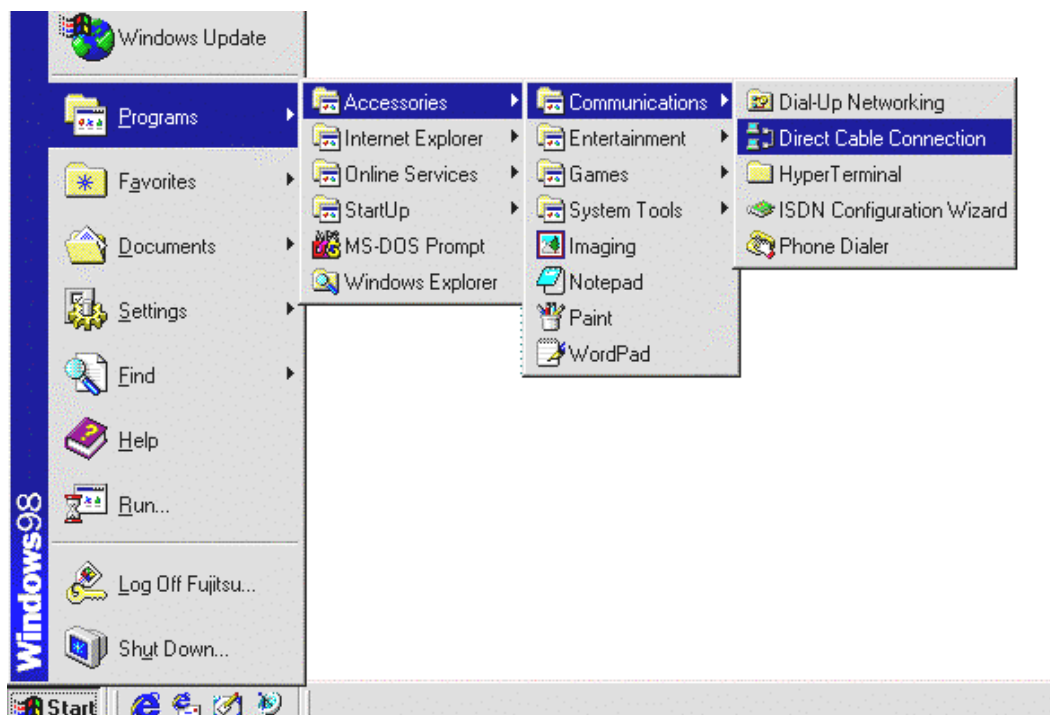 Windows Update
Programs
Favorites
Documents
Settings
Find
Help
Run...
Log Off Fujitsu...
Shut Down...
Windows98
Start
Accessories
Internet Explorer
Online Services
StartUp
MS-DOS Prompt
Windows Explorer
Communications
Entertainment
Games
System Tools
Imaging
Notepad
Paint
WordPad
Dial-Up Networking
Direct Cable Connection
HyperTerminal
ISDN Configuration Wizard
Phone Dialer